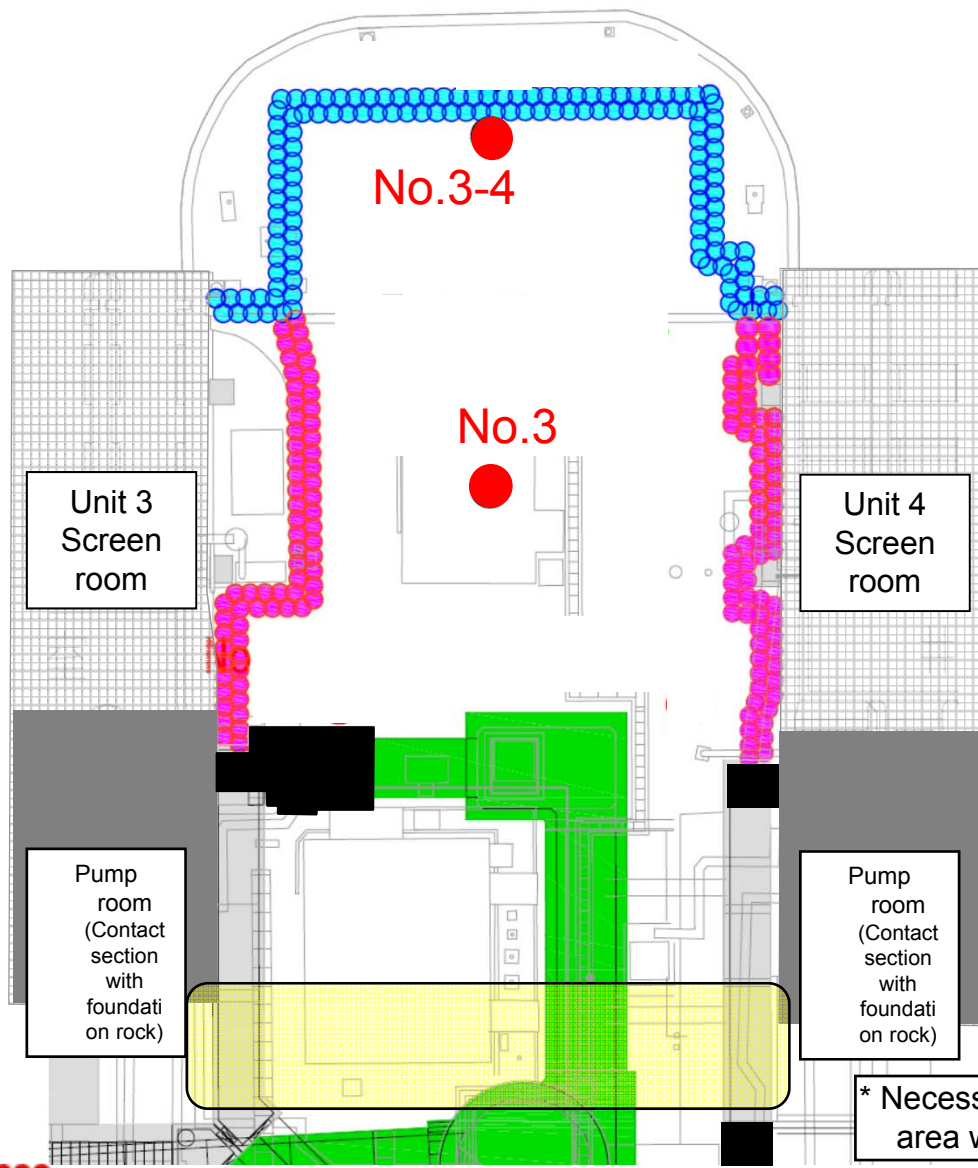 No.3-4
No.3
Unit 3
Screen
room
Unit 4
Screen
room
Pump
room
(Contact
section
with
foundati
on rock)
Pump
room
(Contact
section
with
foundati
on rock)
* Necess
area w